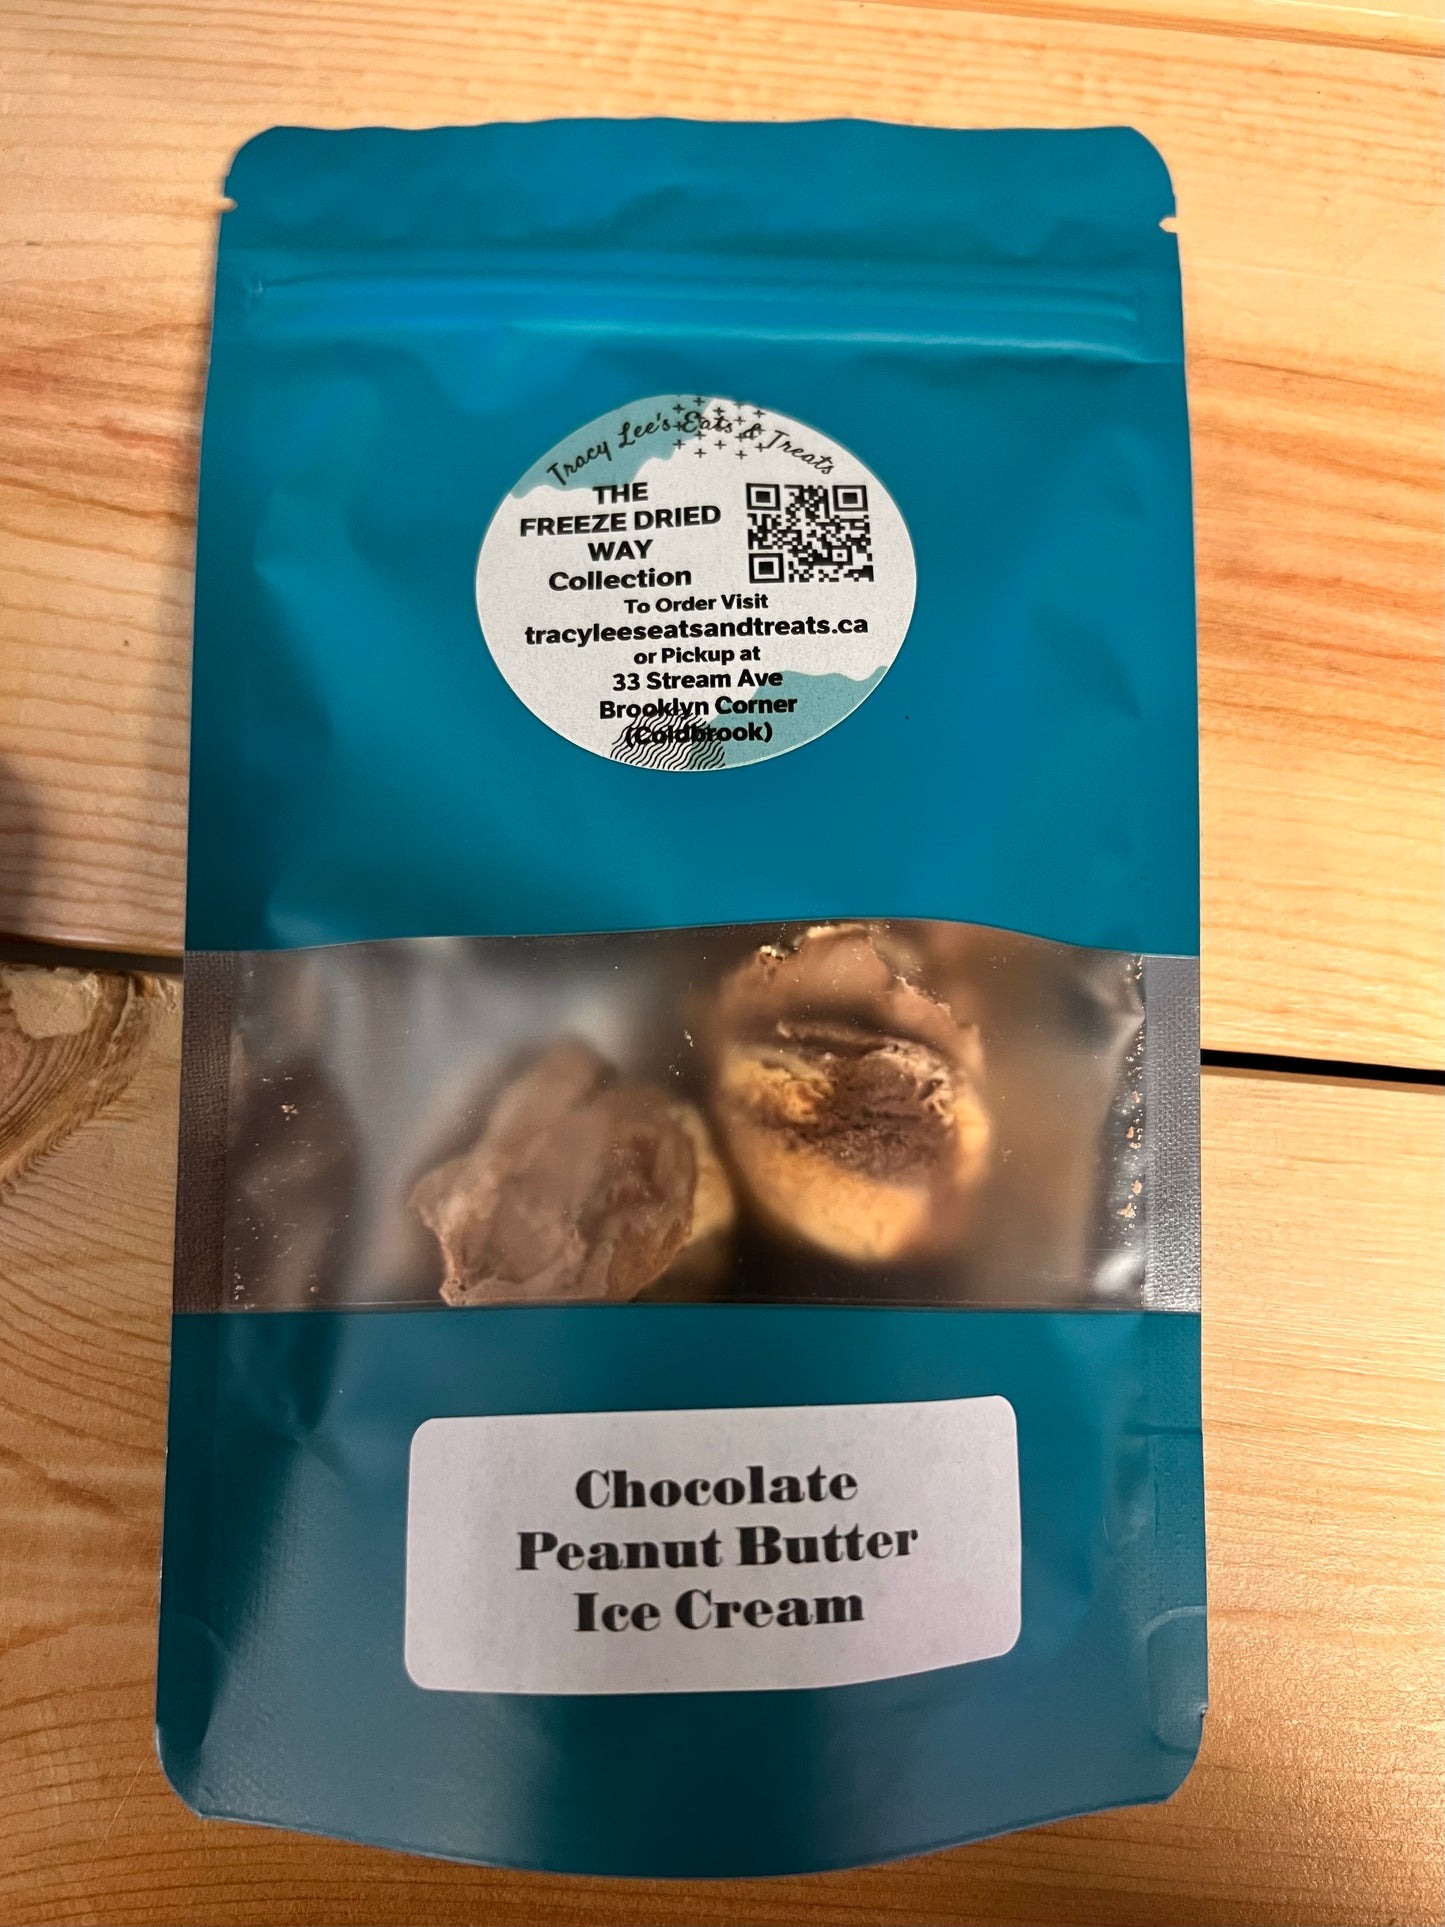 Tracy Lee's Eats & Treats
THE
FREEZE DRIED
WAY
Collection
To Order Visit
tracyleeseatsandtreats.ca
or Pickup at
33 Stream Ave
Brooklyn Corner
(Coldbrook)
Chocolate
Peanut Butter
Ice Cream